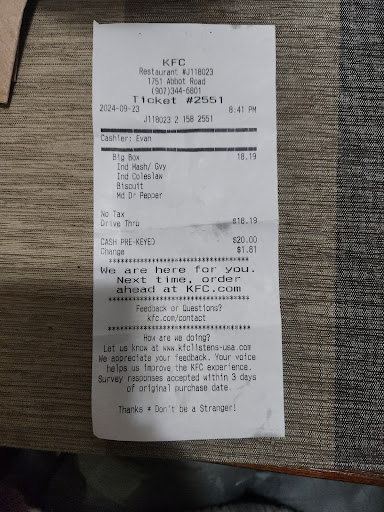 KFC
Restaurant #J118023
1751 Abbot Road
(907)344-6801
Ticket #2551
2024-09-23 8:41 PM
J118023 2 158 2551
Cashier: Evan
Big Box 18.19
Ind Mash/ Gvy
Ind Coleslaw
Biscuit
Md Dr Pepper
No Tax
Drive Thru $18.19
CASH PRE-KEYED $20.00
Change $1.81
************************************
We are here for you.
Next time, order
ahead at KFC.com
************************************
Feedback or Questions?
kfc.com/contact
************************************
How are we doing?
Let us know at www.kfclistens-usa.com
We appreciate your feedback. Your voice
helps us improve the KFC experience.
Survey responses accepted within 3 days
of original purchase date.
Thanks # Don't be a Stranger!